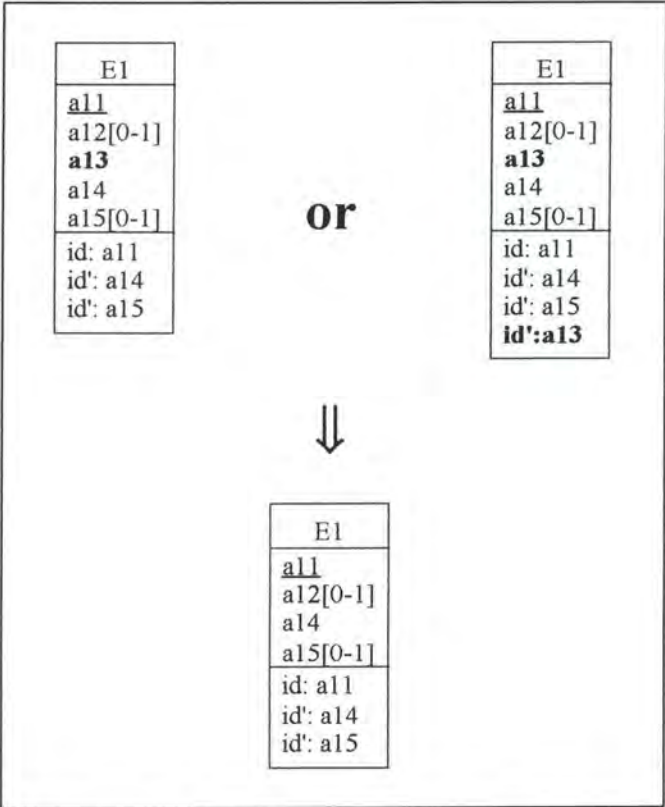 E1
a11
a12[0-1]
a13
a14
a15[0-1]
id: a11
id': a14
id': a15
or
E1
a11
a12[0-1]
a13
a14
a15[0-1]
id: a11
id': a14
id': a15
id':a13
⇓
E1
a11
a12[0-1]
a14
a15[0-1]
id: a11
id': a14
id': a15